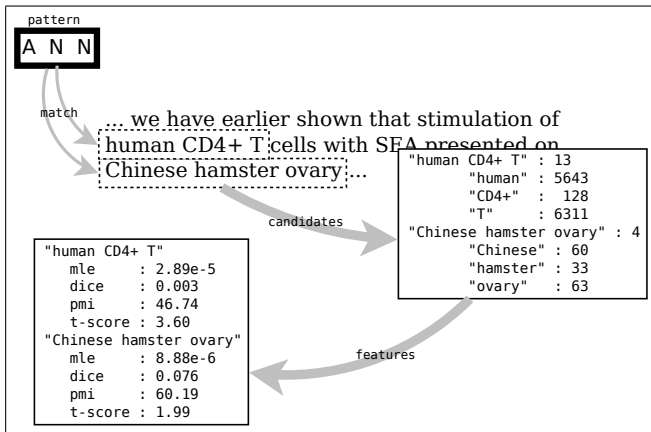 pattern
A N N
match
... we have earlier shown that stimulation of
human CD4+ T cells with SEA presented on
Chinese hamster ovary ...
candidates
"human CD4+ T" : 13
"human" : 5643
"CD4+" : 128
"T" : 6311
"Chinese hamster ovary" : 4
"Chinese" : 60
"hamster" : 33
"ovary" : 63
features
"human CD4+ T"
mle : 2.89e-5
dice : 0.003
pmi : 46.74
t-score : 3.60
"Chinese hamster ovary"
mle : 8.88e-6
dice : 0.076
pmi : 60.19
t-score : 1.99